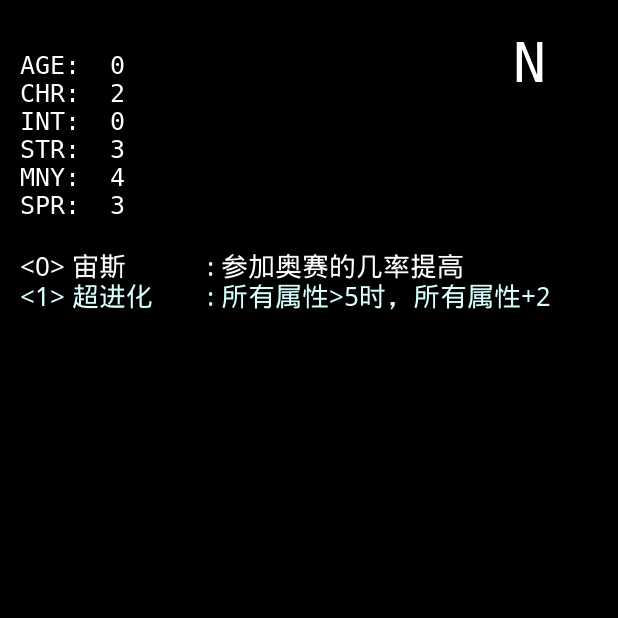 N
AGE: 0
CHR: 2
INT: 0
STR: 3
MNY: 4
SPR: 3
<0> 宙斯 : 参加奥赛的几率提高
<1> 超进化 : 所有属性>5时，所有属性+2